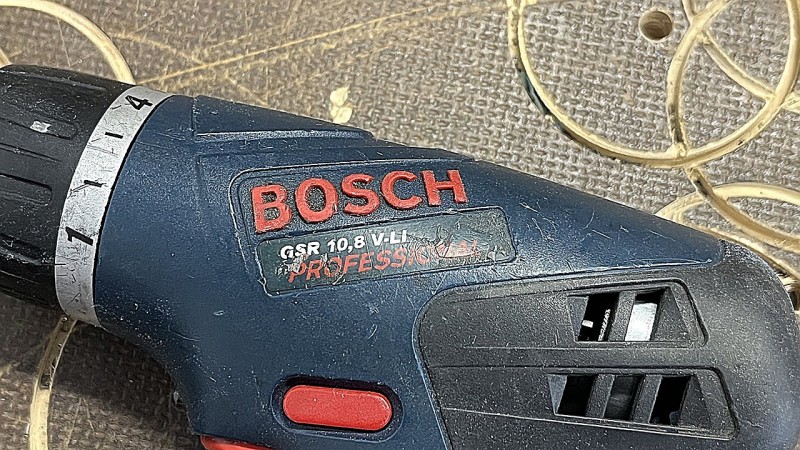 4
1
BOSCH
GSR 10,8 V-LI
PROFESSIONAL